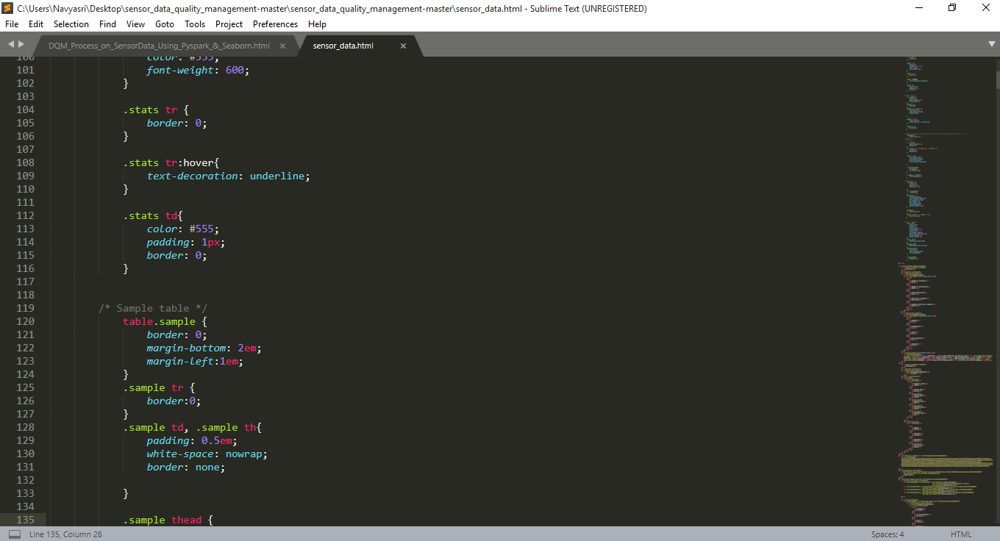 C:\Users\Navyasri\Desktop\sensor_data_quality_management-master\sensor_data_quality_management-master\sensor_data.html - Sublime Text (UNREGISTERED)
File Edit Selection Find View Goto Tools Project Preferences Help
DQM_Process_on_SensorData_Using_Pyspark_&_Seaborn.html × sensor_data.html ×
100 color: #555;
101 font-weight: 600;
102 }
103
104 .stats tr {
105 border: 0;
106 }
107
108 .stats tr:hover{
109 text-decoration: underline;
110 }
111
112 .stats td{
113 color: #555;
114 padding: 1px;
115 border: 0;
116 }
117
118
119 /* Sample table */
120 table.sample {
121 border: 0;
122 margin-bottom: 2em;
123 margin-left:1em;
124 }
125 .sample tr {
126 border:0;
127 }
128 .sample td, .sample th{
129 padding: 0.5em;
130 white-space: nowrap;
131 border: none;
132
133 }
134
135 .sample thead {
Line 135, Column 28 Spaces: 4 HTML